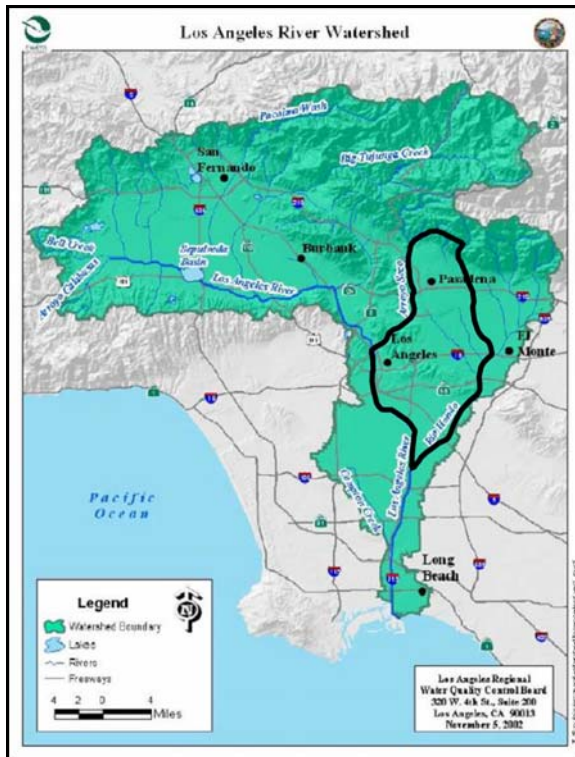 Los Angeles River Watershed
Pacoima Wash
Big Tujunga Creek
San
Fernando
Bell Creek
Arroyo Calabasas
Sepulveda
Basin
Burbank
Los Angeles River
Arroyo Seco
Pasadena
Los
Angeles
El
Monte
Rio Hondo
Los Angeles River
Compton Creek
Pacific
Ocean
Long
Beach
Legend
N
Watershed Boundary
Lakes
Rivers
Freeways
4 2 0 4
Miles
Los Angeles Regional
Water Quality Control Board
320 W. 4th St., Suite 200
Los Angeles, CA 90013
November 5, 2002